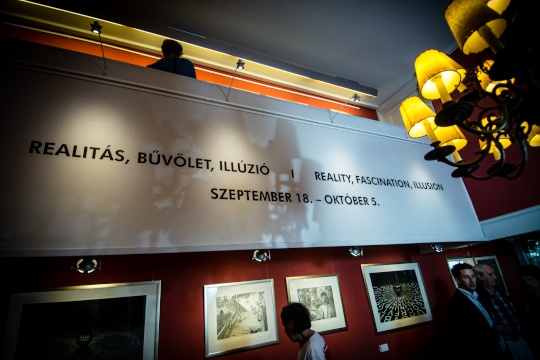 REALITÁS, BŰVÖLET, ILLÚZIÓ | REALITY, FASCINATION, ILLUSION
SZEPTEMBER 18. – OKTÓBER 5.